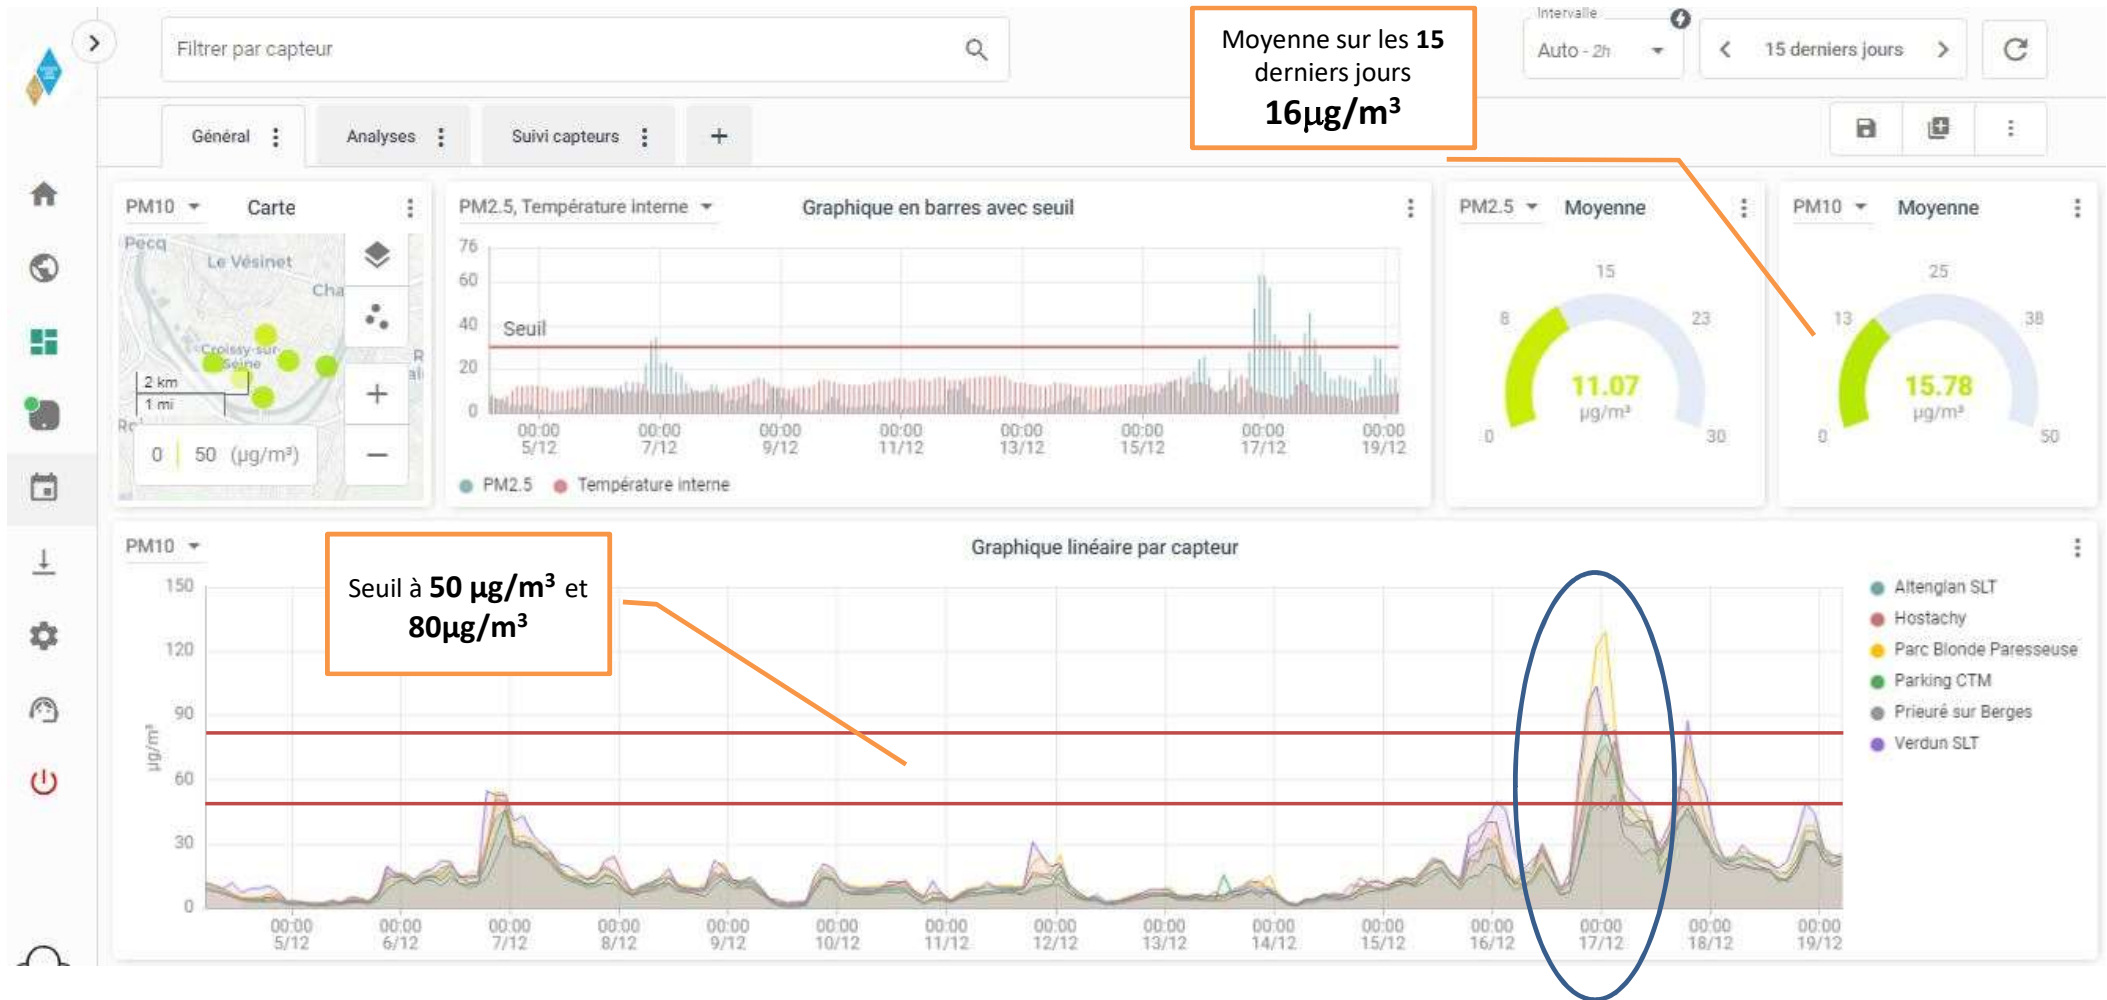 Filtrer par capteur
Moyenne sur les 15
derniers jours
16µg/m³
Intervalle
Auto - 2h
15 derniers jours
Général
Analyses
Suivi capteurs
+
PM10
Carte
Pecq
Le Vésinet
Cha
Croissy-sur-
Seine
2 km
1 mi
0 50 (µg/m³)
+
−
PM2.5, Température interne
Graphique en barres avec seuil
76
60
40
20
0
Seuil
00:00 00:00 00:00 00:00 00:00 00:00 00:00 00:00
5/12 7/12 9/12 11/12 13/12 15/12 17/12 19/12
PM2.5 Température interne
PM2.5 Moyenne
15
8 23
11.07
µg/m³
0 30
PM10 Moyenne
25
13 38
15.78
µg/m³
0 50
PM10
Graphique linéaire par capteur
Seuil à 50 µg/m³ et
80µg/m³
150
120
90
60
30
0
µg/m³
00:00 00:00 00:00 00:00 00:00 00:00 00:00 00:00 00:00 00:00 00:00 00:00 00:00 00:00 00:00
5/12 6/12 7/12 8/12 9/12 10/12 11/12 12/12 13/12 14/12 15/12 16/12 17/12 18/12 19/12
Altenglan SLT
Hostachy
Parc Blonde Paresseuse
Parking CTM
Prieuré sur Berges
Verdun SLT